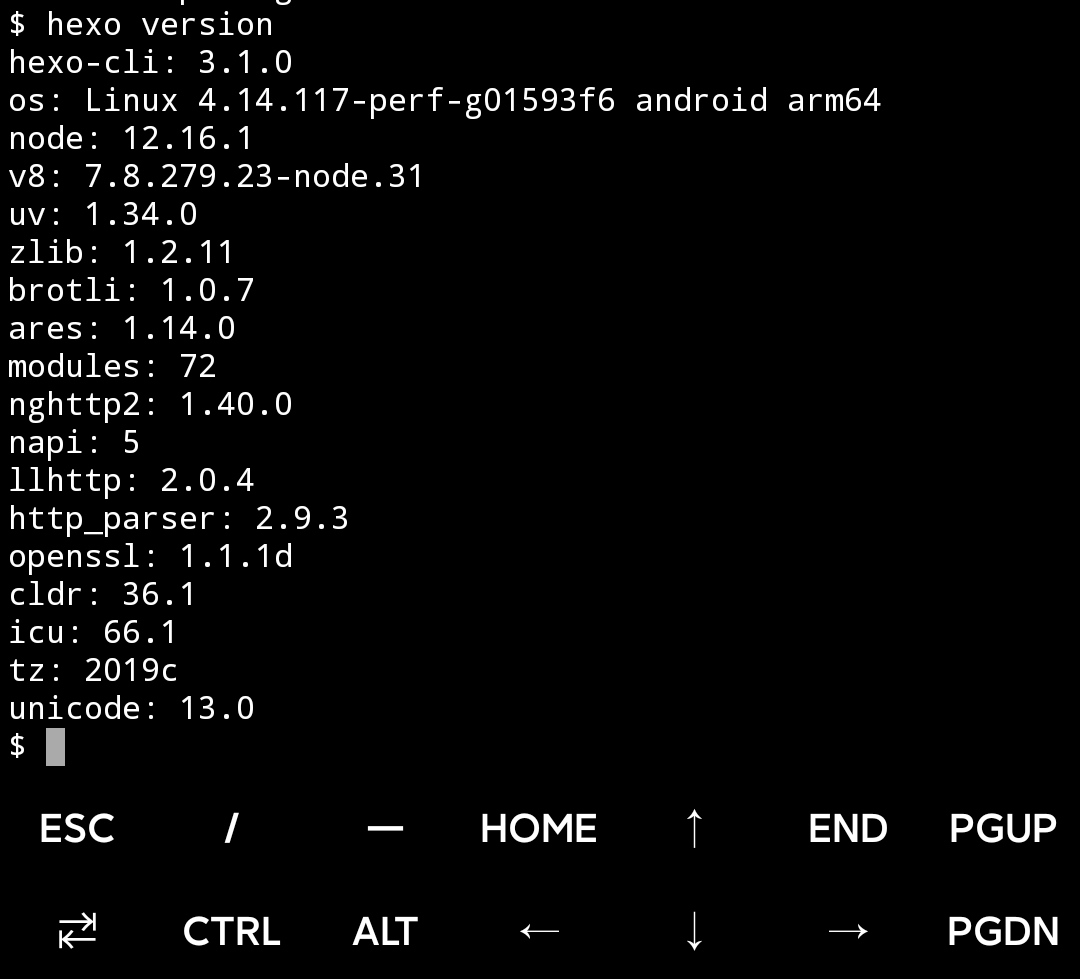 $ hexo version
hexo-cli: 3.1.0
os: Linux 4.14.117-perf-g01593f6 android arm64
node: 12.16.1
v8: 7.8.279.23-node.31
uv: 1.34.0
zlib: 1.2.11
brotli: 1.0.7
ares: 1.14.0
modules: 72
nghttp2: 1.40.0
napi: 5
llhttp: 2.0.4
http_parser: 2.9.3
openssl: 1.1.1d
cldr: 36.1
icu: 66.1
tz: 2019c
unicode: 13.0
$
ESC / — HOME ↑ END PGUP
⇄ CTRL ALT ← ↓ → PGDN